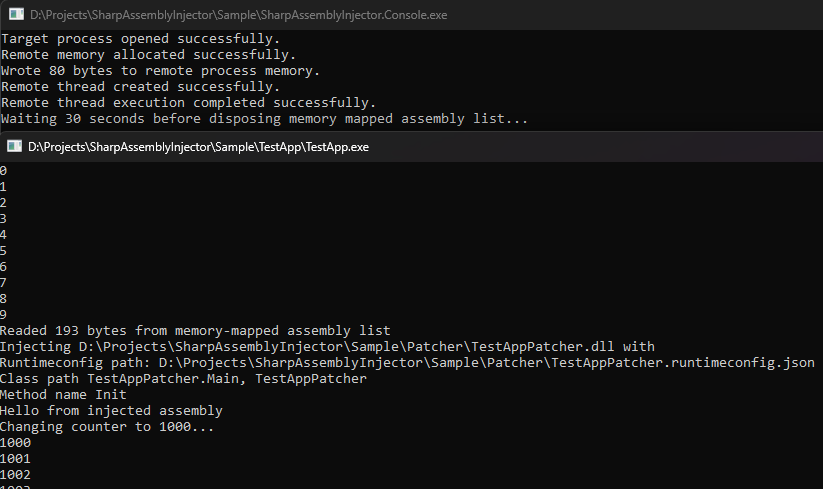 D:\Projects\SharpAssemblyInjector\Sample\SharpAssemblyInjector.Console.exe
Target process opened successfully.
Remote memory allocated successfully.
Wrote 80 bytes to remote process memory.
Remote thread created successfully.
Remote thread execution completed successfully.
Waiting 30 seconds before disposing memory mapped assembly list...
D:\Projects\SharpAssemblyInjector\Sample\TestApp\TestApp.exe
0
1
2
3
4
5
6
7
8
9
Readed 193 bytes from memory-mapped assembly list
Injecting D:\Projects\SharpAssemblyInjector\Sample\Patcher\TestAppPatcher.dll with
Runtimeconfig path: D:\Projects\SharpAssemblyInjector\Sample\Patcher\TestAppPatcher.runtimeconfig.json
Class path TestAppPatcher.Main, TestAppPatcher
Method name Init
Hello from injected assembly
Changing counter to 1000...
1000
1001
1002
1003